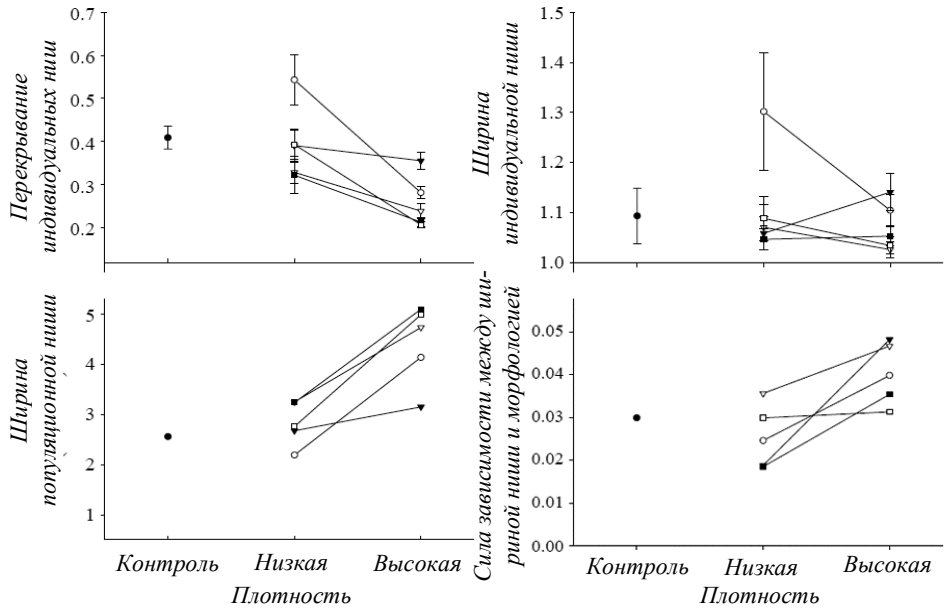 Перекрывание
индивидуальных ниш
0.7
0.6
0.5
0.4
0.3
0.2
Ширина
индивидуальной ниши
1.5
1.4
1.3
1.2
1.1
1.0
Ширина
популяционной ниши
5
4
3
2
1
Контроль Низкая Высокая
Плотность
Сила зависимости между ши-
риной ниши и морфологией
0.05
0.04
0.03
0.02
0.01
0.00
Контроль Низкая Высокая
Плотность